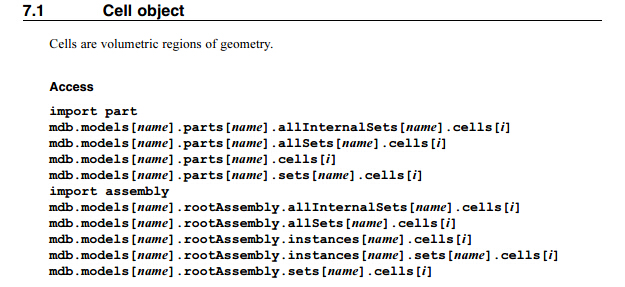 7.1 Cell object
Cells are volumetric regions of geometry.
Access
import part
mdb.models[name].parts[name].allInternalSets[name].cells[i]
mdb.models[name].parts[name].allSets[name].cells[i]
mdb.models[name].parts[name].cells[i]
mdb.models[name].parts[name].sets[name].cells[i]
import assembly
mdb.models[name].rootAssembly.allInternalSets[name].cells[i]
mdb.models[name].rootAssembly.allSets[name].cells[i]
mdb.models[name].rootAssembly.instances[name].cells[i]
mdb.models[name].rootAssembly.instances[name].sets[name].cells[i]
mdb.models[name].rootAssembly.sets[name].cells[i]